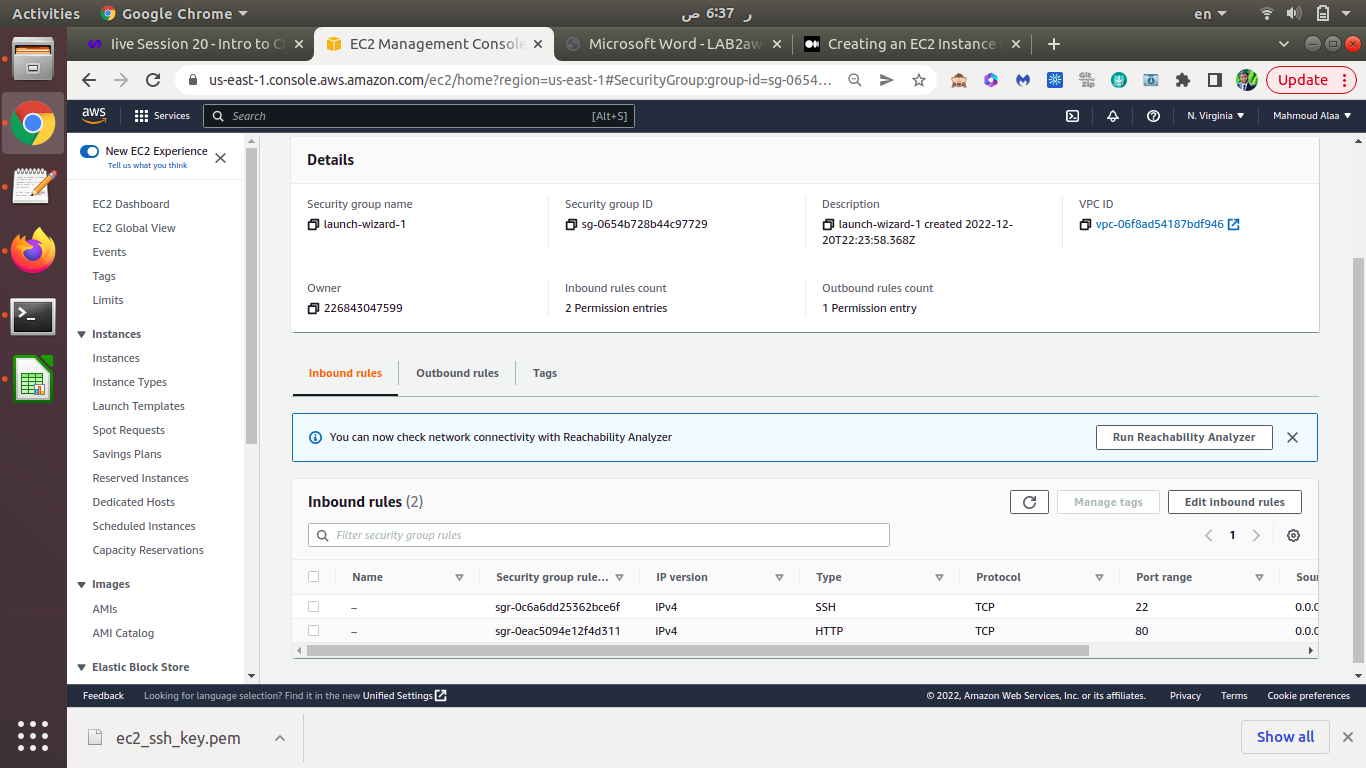 Activities
Google Chrome
ر 6:37 ص
en
live Session 20 - Intro to Cl
EC2 Management Console
Microsoft Word - LAB2aw
Creating an EC2 Instance
us-east-1.console.aws.amazon.com/ec2/home?region=us-east-1#SecurityGroup:group-id=sg-0654...
Update
aws
Services
Search
[Alt+S]
N. Virginia
Mahmoud Alaa
New EC2 Experience
Tell us what you think
EC2 Dashboard
EC2 Global View
Events
Tags
Limits
Instances
Instances
Instance Types
Launch Templates
Spot Requests
Savings Plans
Reserved Instances
Dedicated Hosts
Scheduled Instances
Capacity Reservations
Images
AMIs
AMI Catalog
Elastic Block Store
Details
Security group name
launch-wizard-1
Security group ID
sg-0654b728b44c97729
Description
launch-wizard-1 created 2022-12-
20T22:23:58.368Z
VPC ID
vpc-06f8ad54187bdf946
Owner
226843047599
Inbound rules count
2 Permission entries
Outbound rules count
1 Permission entry
Inbound rules
Outbound rules
Tags
You can now check network connectivity with Reachability Analyzer
Run Reachability Analyzer
Inbound rules (2)
Manage tags
Edit inbound rules
Filter security group rules
1
Name
Security group rule...
IP version
Type
Protocol
Port range
Sour
– sgr-0c6a6dd25362bce6f IPv4 SSH TCP 22 0.0.0
– sgr-0eac5094e12f4d311 IPv4 HTTP TCP 80 0.0.0
Feedback
Looking for language selection? Find it in the new Unified Settings
© 2022, Amazon Web Services, Inc. or its affiliates.
Privacy
Terms
Cookie preferences
ec2_ssh_key.pem
Show all